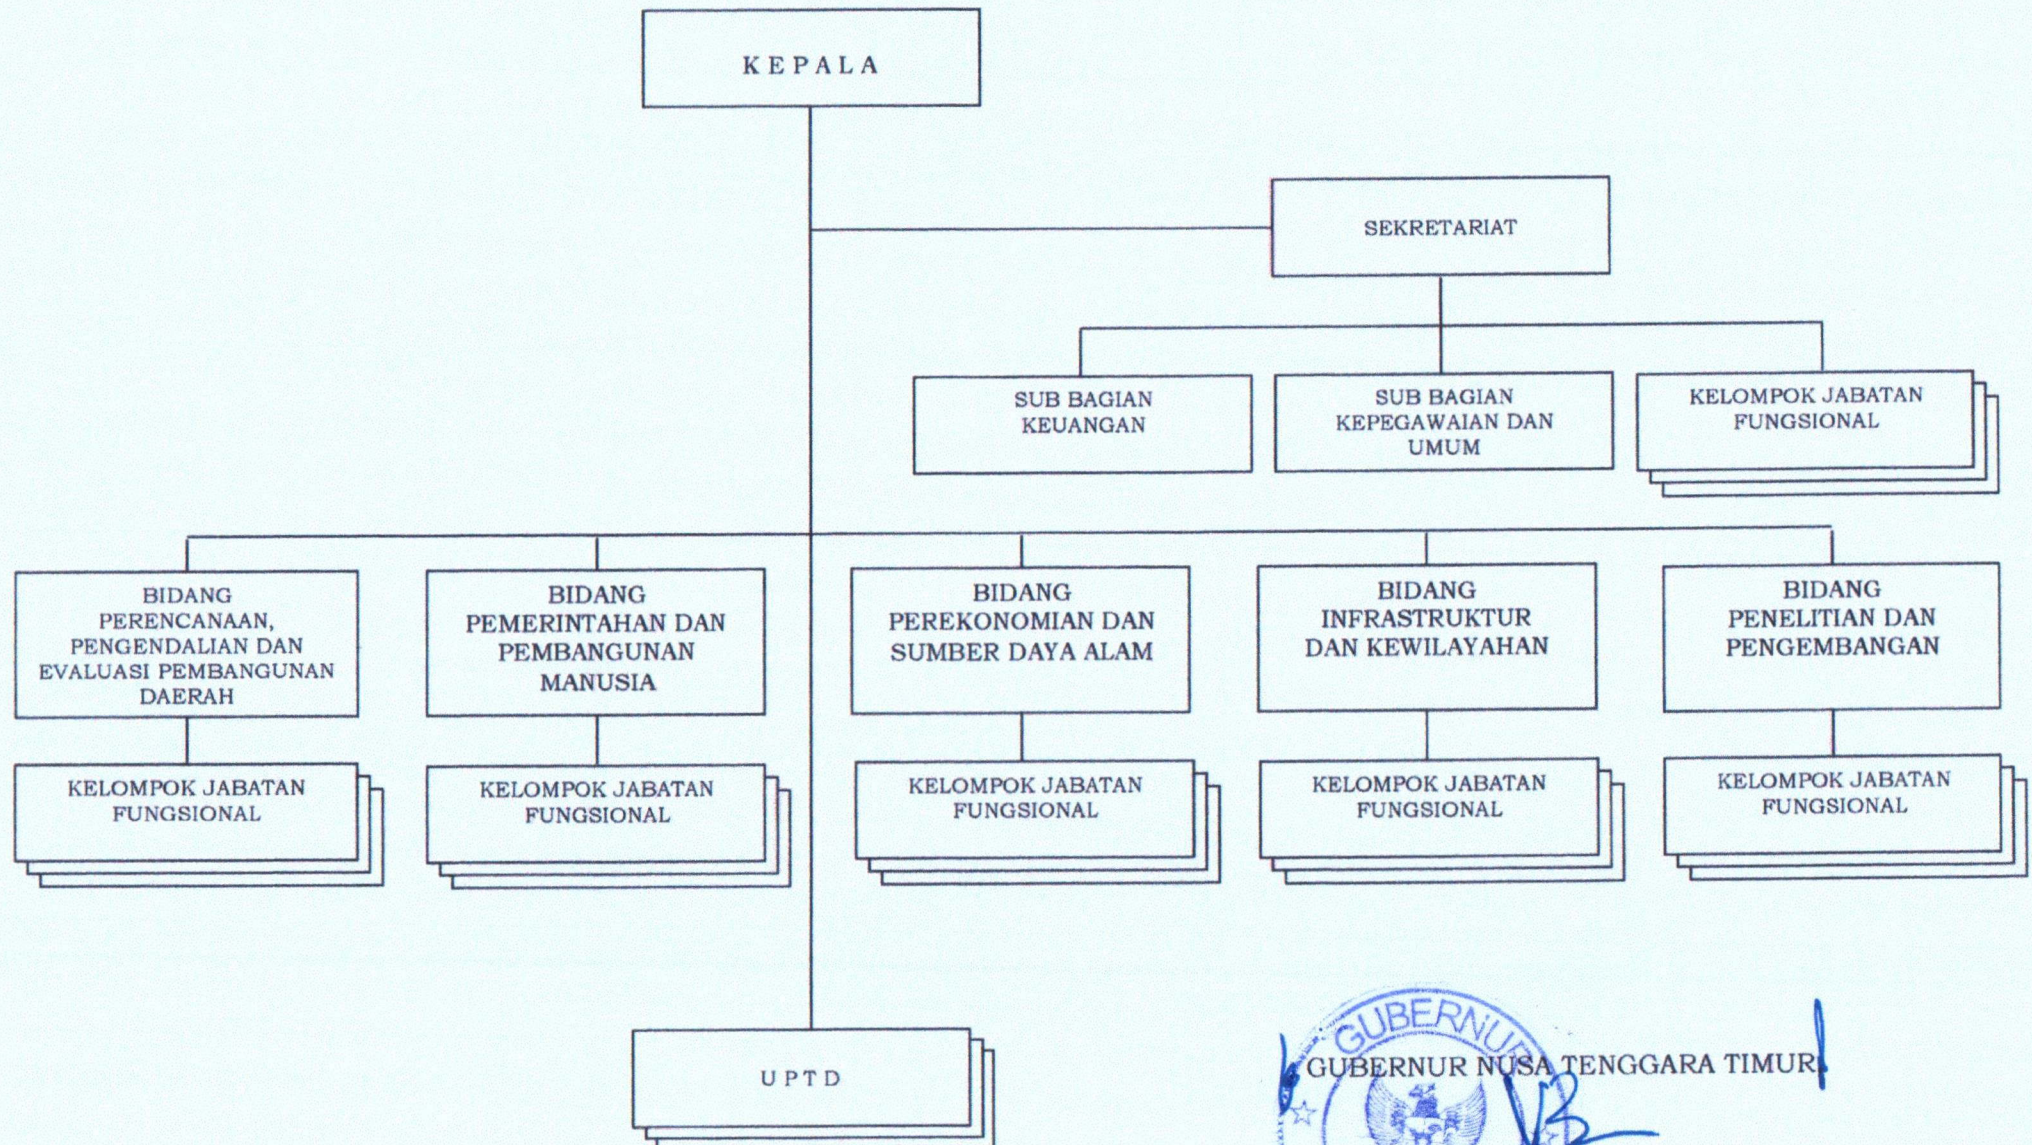 K E P A L A
SEKRETARIAT
SUB BAGIAN
KEUANGAN
SUB BAGIAN
KEPEGAWAIAN DAN
UMUM
KELOMPOK JABATAN
FUNGSIONAL
BIDANG
PERENCANAAN,
PENGENDALIAN DAN
EVALUASI PEMBANGUNAN
DAERAH
BIDANG
PEMERINTAHAN DAN
PEMBANGUNAN
MANUSIA
BIDANG
PEREKONOMIAN DAN
SUMBER DAYA ALAM
BIDANG
INFRASTRUKTUR
DAN KEWILAYAHAN
BIDANG
PENELITIAN DAN
PENGEMBANGAN
KELOMPOK JABATAN
FUNGSIONAL
KELOMPOK JABATAN
FUNGSIONAL
KELOMPOK JABATAN
FUNGSIONAL
KELOMPOK JABATAN
FUNGSIONAL
KELOMPOK JABATAN
FUNGSIONAL
U P T D
GUBERNUR
GUBERNUR NUSA TENGGARA TIMUR